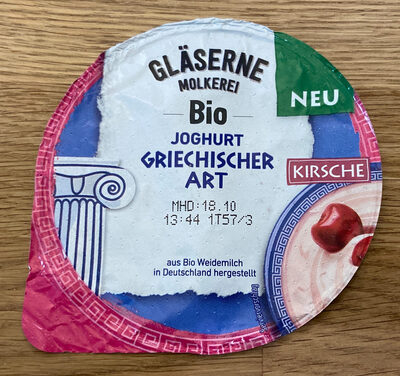 GLÄSERNE
MOLKEREI
Bio
NEU
JOGHURT
GRIECHISCHER
ART
KIRSCHE
MHD:18.10
13:44 1T57/3
aus Bio Weidemilch
in Deutschland hergestellt